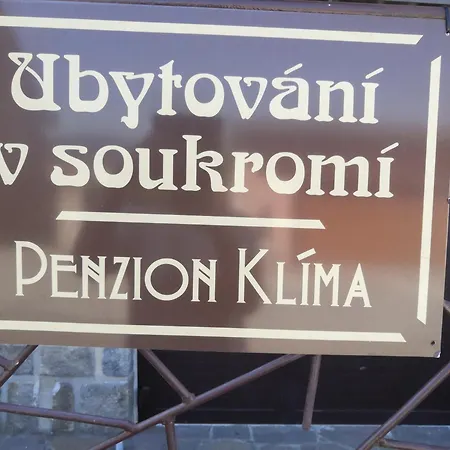 Ubytování
v soukromí
PENZION KLÍMA